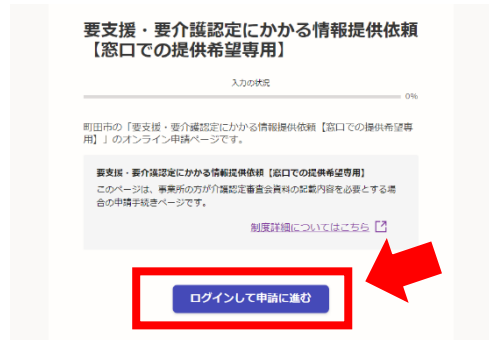 要支援・要介護認定にかかる情報提供依頼
【窓口での提供希望専用】
入力の状況
0%
町田市の「要支援・要介護認定にかかる情報提供依頼【窓口での提供希望専
用】」のオンライン申請ページです。
要支援・要介護認定にかかる情報提供依頼【窓口での提供希望専用】
このページは、事業所の方が介護認定審査会資料の記載内容を必要とする場
合の申請手続きページです。
制度詳細についてはこちら
ログインして申請に進む